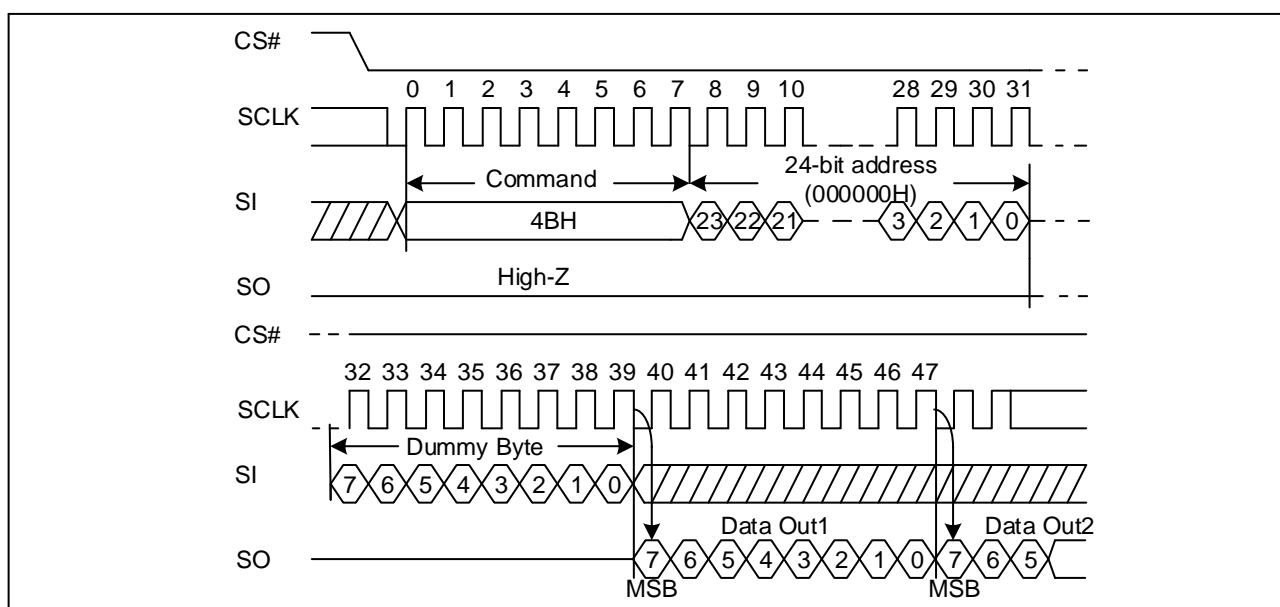 CS#
0 1 2 3 4 5 6 7 8 9 10 28 29 30 31
SCLK
Command
24-bit address
(000000H)
SI
4BH
23 22 21 3 2 1 0
High-Z
SO
CS#
32 33 34 35 36 37 38 39 40 41 42 43 44 45 46 47
SCLK
Dummy Byte
SI
7 6 5 4 3 2 1 0
Data Out1 Data Out2
SO
7 6 5 4 3 2 1 0 7 6 5
MSB MSB